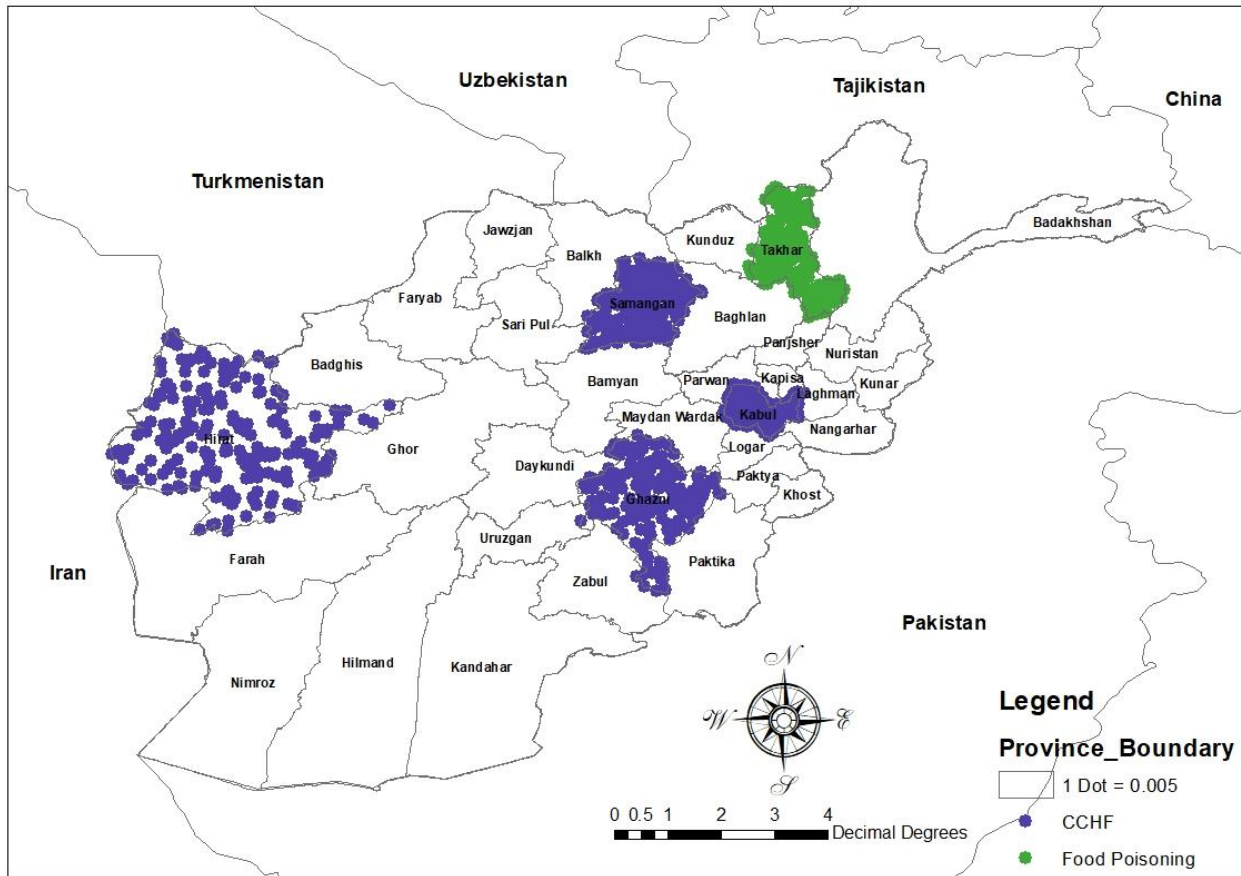 Uzbekistan
Tajikistan
China
Turkmenistan
Badakhshan
Jawzjan
Kunduz
Takhar
Balkh
Faryab
Samangan
Sari Pul
Baghlan
Badghis
Panjsher
Nuristan
Bamyan
Parwan
Kapisa
Kunar
Laghman
Maydan Wardak
Kabul
Hirat
Nangarhar
Ghor
Logar
Daykundi
Paktya
Ghazni
Khost
Uruzgan
Farah
Iran
Zabul
Paktika
Pakistan
Hilmand
Kandahar
Nimroz
N
W
E
S
Legend
Province_Boundary
1 Dot = 0.005
CCHF
Food Poisoning
0 0.5 1 2 3 4
Decimal Degrees